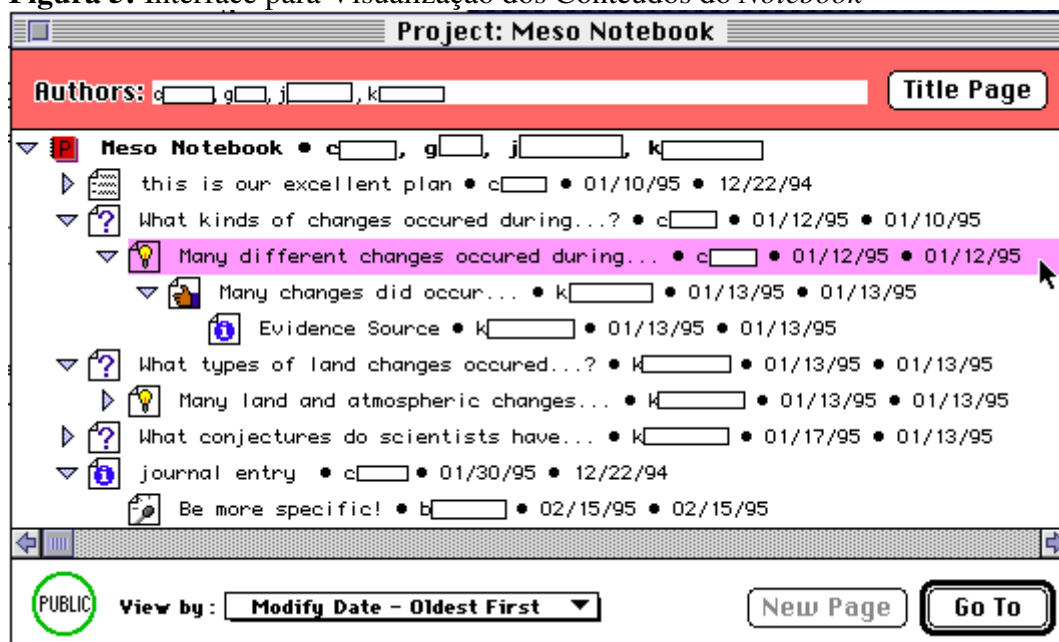 Figura 3: Interface para Visualização dos Conteúdos do Notebook
Project: Meso Notebook
Authors: c, g, j, k
Title Page
P Meso Notebook • c, g, j, k
this is our excellent plan • c • 01/10/95 • 12/22/94
? What kinds of changes occured during...? • c • 01/12/95 • 01/10/95
Many different changes occured during... • c • 01/12/95 • 01/12/95
Many changes did occur... • k • 01/13/95 • 01/13/95
i Evidence Source • k • 01/13/95 • 01/13/95
? What types of land changes occured...? • k • 01/13/95 • 01/13/95
Many land and atmospheric changes... • k • 01/13/95 • 01/13/95
? What conjectures do scientists have... • k • 01/17/95 • 01/13/95
i journal entry • c • 01/30/95 • 12/22/94
Be more specific! • b • 02/15/95 • 02/15/95
PUBLIC
View by: Modify Date - Oldest First
New Page
Go To